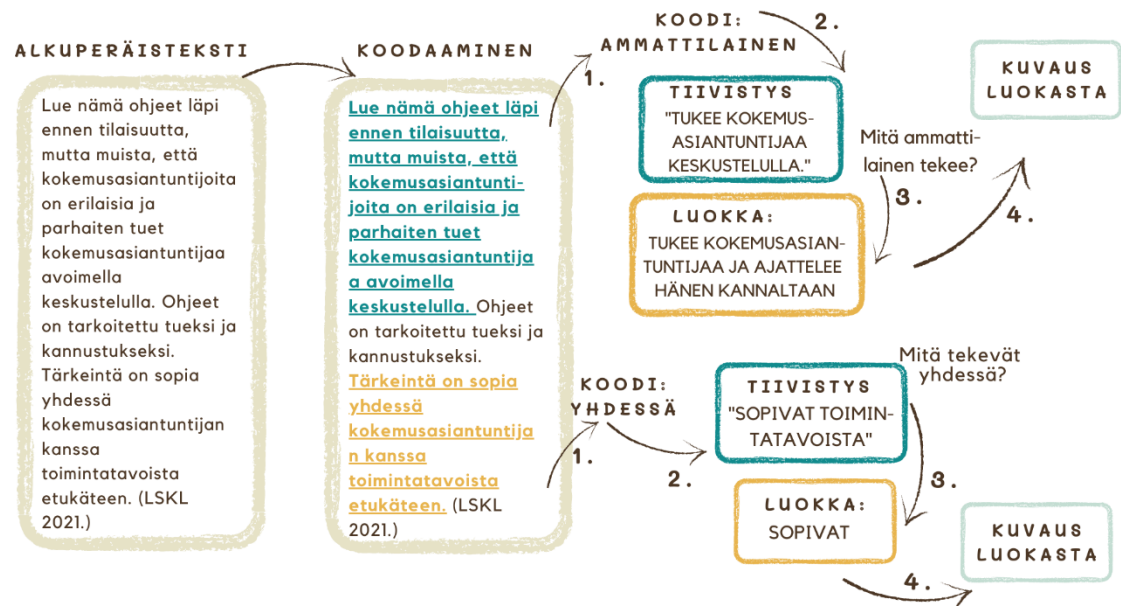 ALKUPERÄISTEKSTI
Lue nämä ohjeet läpi
ennen tilaisuutta,
mutta muista, että
kokemusasiantuntijoita
on erilaisia ja
parhaiten tuet
kokemusasiantuntijaa
avoimella
keskustelulla. Ohjeet
on tarkoitettu tueksi ja
kannustukseksi.
Tärkeintä on sopia
yhdessä
kokemusasiantuntijan
kanssa
toimintatavoista
etukäteen. (LSKL
2021.)
KOODAAMINEN
Lue nämä ohjeet läpi
ennen tilaisuutta,
mutta muista, että
kokemusasiantunti-
joita on erilaisia ja
parhaiten tuet
kokemusasiantuntija
a avoimella
keskustelulla. Ohjeet
on tarkoitettu tueksi ja
kannustukseksi.
Tärkeintä on sopia
yhdessä
kokemusasiantuntija
n kanssa
toimintatavoista
etukäteen. (LSKL
2021.)
1.
KOODI:
AMMATTILAINEN
2.
TIIVISTYS
"TUKEE KOKEMUS-
ASIANTUNTIJAA
KESKUSTELULLA."
Mitä ammatti-
lainen tekee?
3.
LUOKKA:
TUKEE KOKEMUSASIAN-
TUNTIJAA JA AJATTELEE
HÄNEN KANNALTAAN
4.
KUVAUS
LUOKASTA
1.
KOODI:
YHDESSÄ
2.
TIIVISTYS
"SOPIVAT TOIMIN-
TATAVOISTA"
Mitä tekevät
yhdessä?
3.
LUOKKA:
SOPIVAT
4.
KUVAUS
LUOKASTA